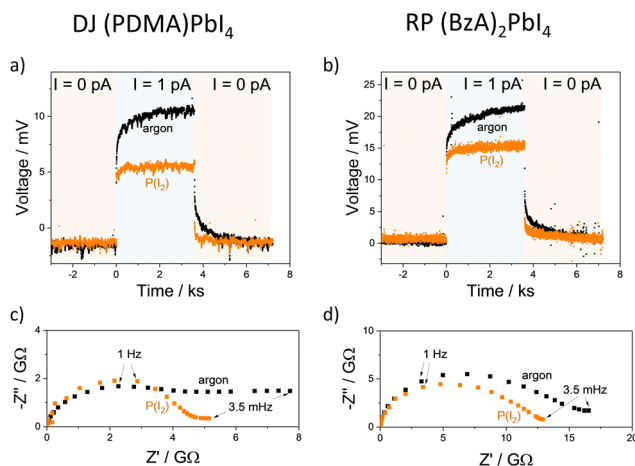 DJ (PDMA)PbI₄
RP (BzA)₂PbI₄
a)
I = 0 pA
I = 1 pA
I = 0 pA
argon
P(I₂)
10
5
0
Voltage / mV
-2
0
2
4
6
8
Time / ks
b)
I = 0 pA
I = 1 pA
I = 0 pA
argon
P(I₂)
25
20
15
10
5
0
Voltage / mV
-2
0
2
4
6
8
Time / ks
c)
4
2
0
-Z'' / GΩ
1 Hz
argon
P(I₂)
3.5 mHz
0
2
4
6
8
Z' / GΩ
d)
10
5
0
-Z'' / GΩ
1 Hz
argon
P(I₂)
3.5 mHz
0
5
10
15
20
Z' / GΩ